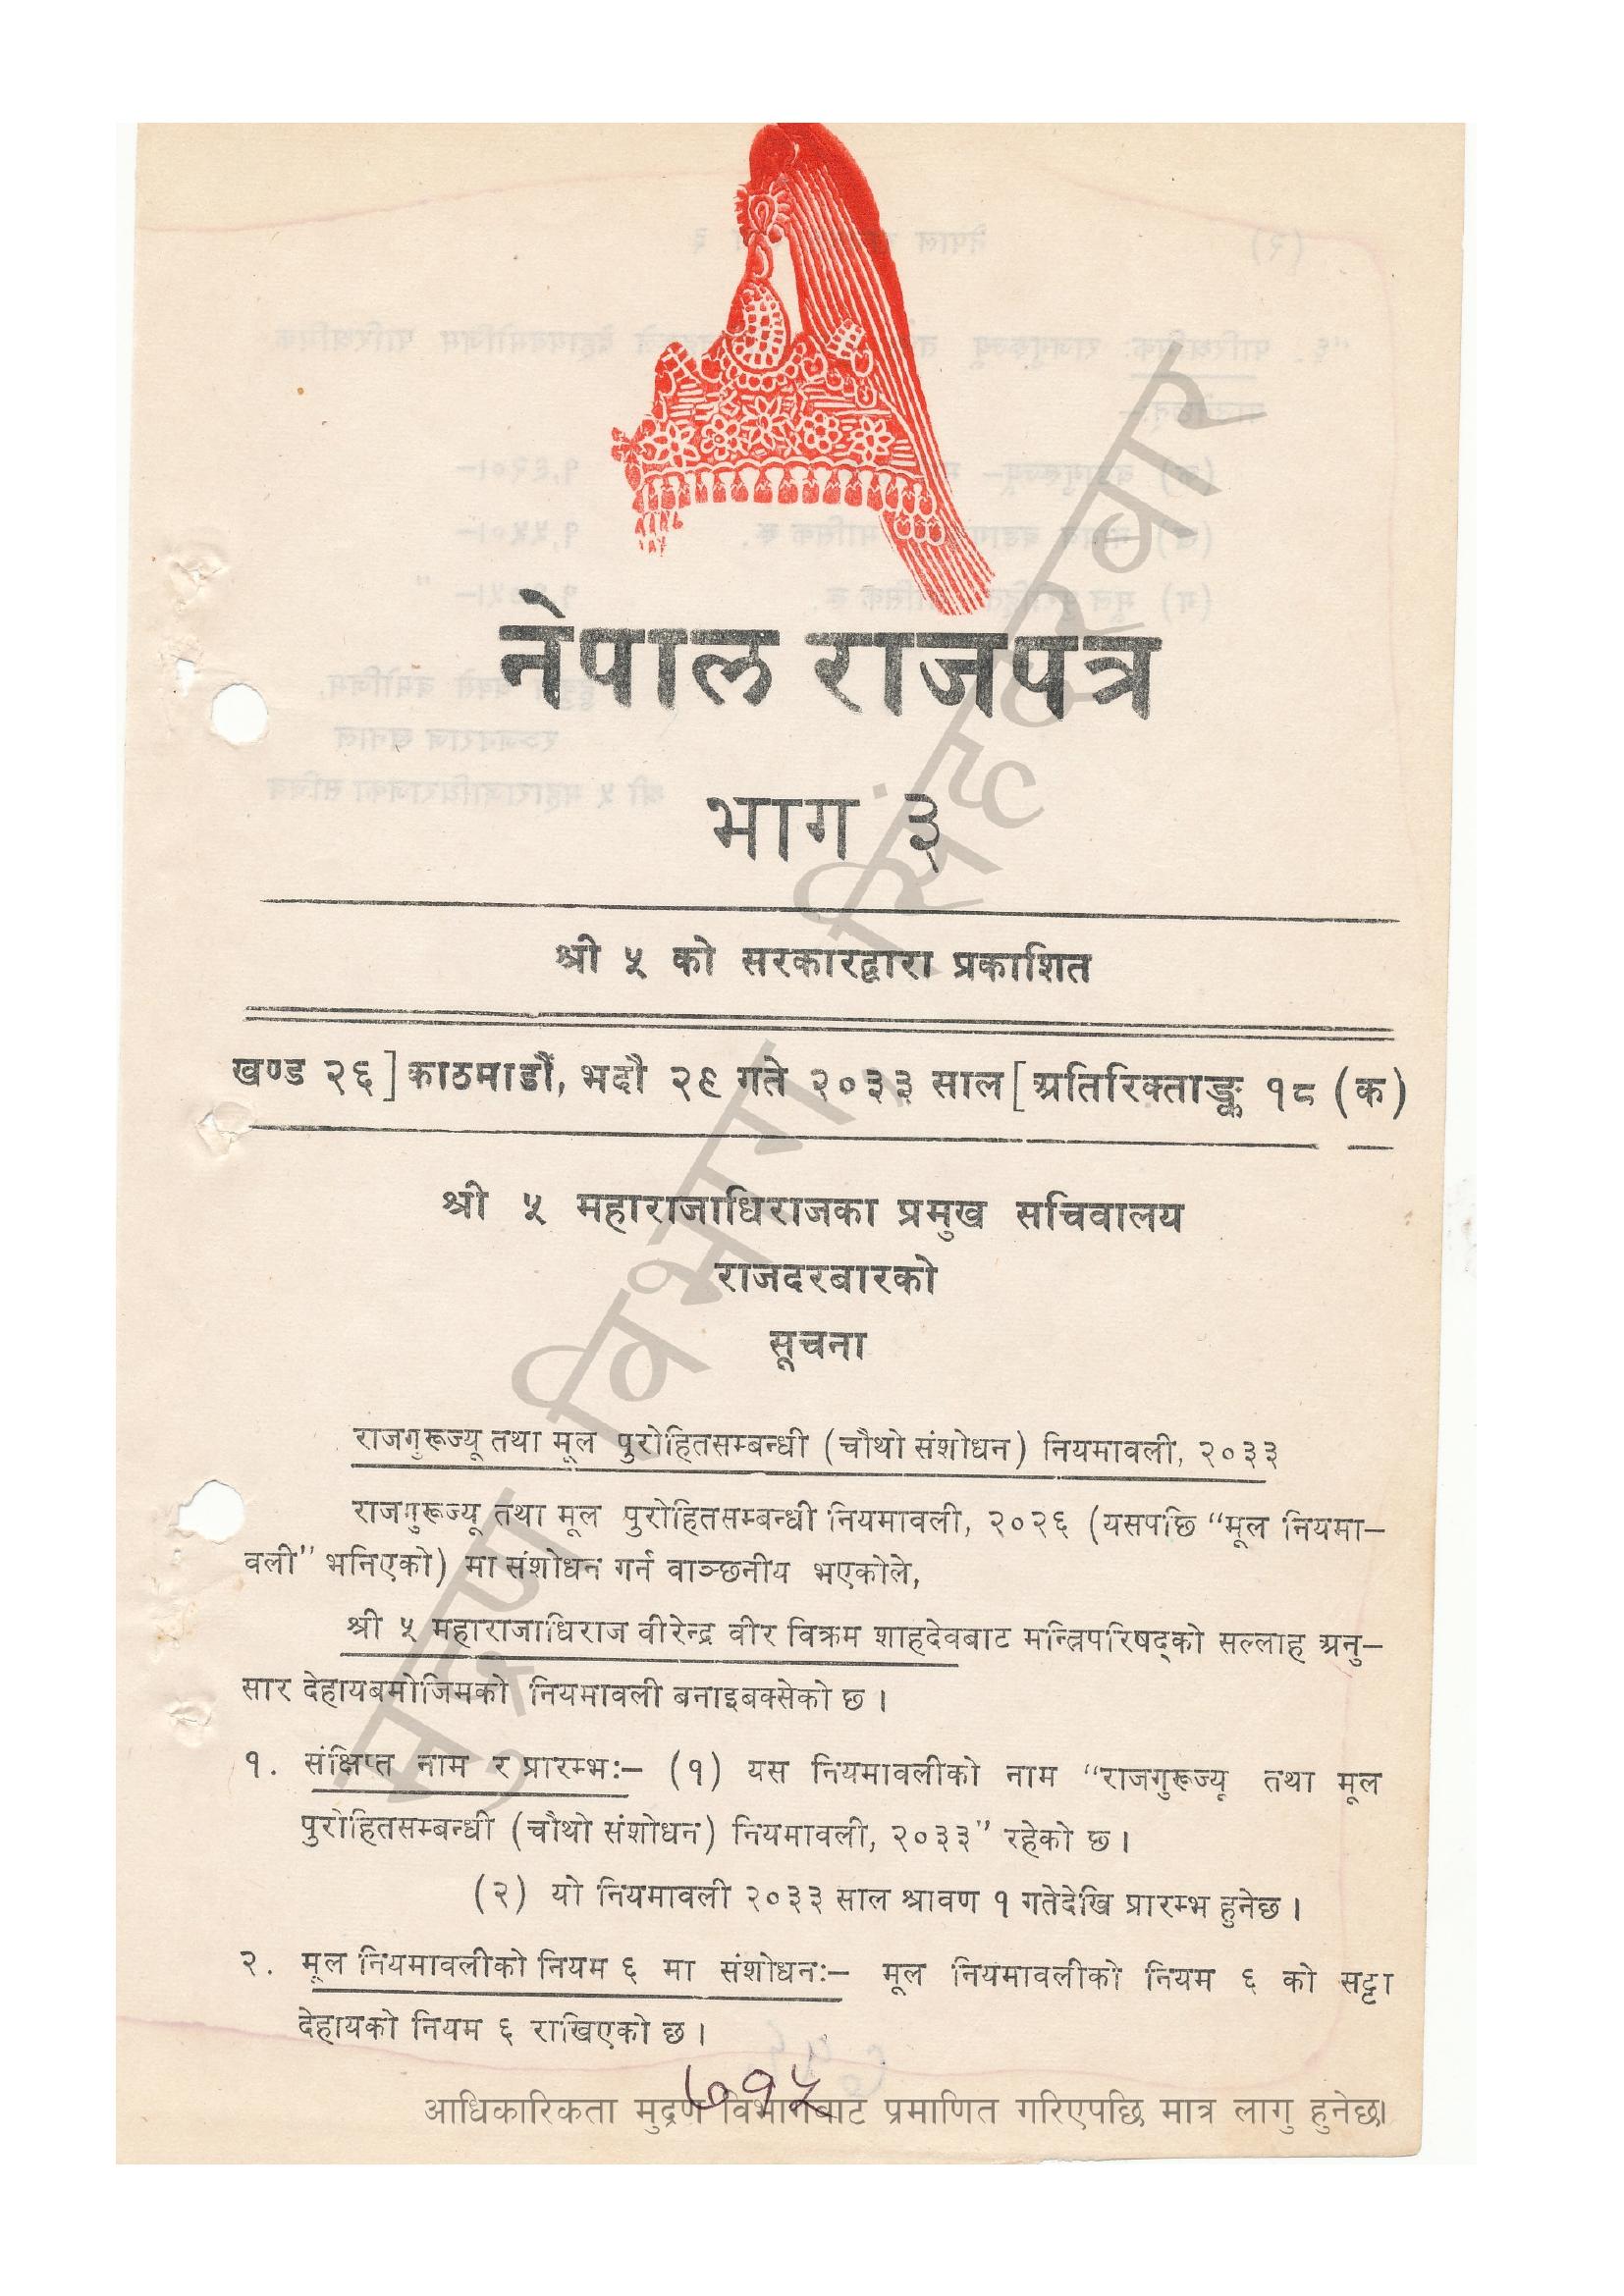 नेपाल राजपत्र
भाग ३
श्री ५ को सरकारद्वारा प्रकाशित
खण्ड २६] काठमाडौं, भदौ २९ गते २०३३ साल [अतिरिक्ताङ्क १८ (क)
श्री ५ महाराजाधिराजका प्रमुख सचिवालय
राजदरबारको
सूचना
राजगुरूज्यू तथा मूल पुरोहितसम्बन्धी (चौथो संशोधन) नियमावली, २०३३
राजगुरूज्यू तथा मूल पुरोहितसम्बन्धी नियमावली, २०२६ (यसपछि “मूल नियमा–
वली” भनिएको) मा संशोधन गर्न वाञ्छनीय भएकोले,
श्री ५ महाराजाधिराज वीरेन्द्र वीर विक्रम शाहदेवबाट मन्त्रिपरिषद्को सल्लाह अनु–
सार देहायबमोजिमको नियमावली बनाइबक्सेको छ ।
१. संक्षिप्त नाम र प्रारम्भः– (१) यस नियमावलीको नाम “राजगुरूज्यू तथा मूल
पुरोहितसम्बन्धी (चौथो संशोधन) नियमावली, २०३३” रहेको छ ।
(२) यो नियमावली २०३३ साल श्रावण १ गतेदेखि प्रारम्भ हुनेछ ।
२. मूल नियमावलीको नियम ६ मा संशोधनः– मूल नियमावलीको नियम ६ को सट्टा
देहायको नियम ६ राखिएको छ ।
७१५
आधिकारिकता मुद्रण विभागबाट प्रमाणित गरिएपछि मात्र लागु हुनेछ।
मुद्रण विभाग, सिंहदरबार